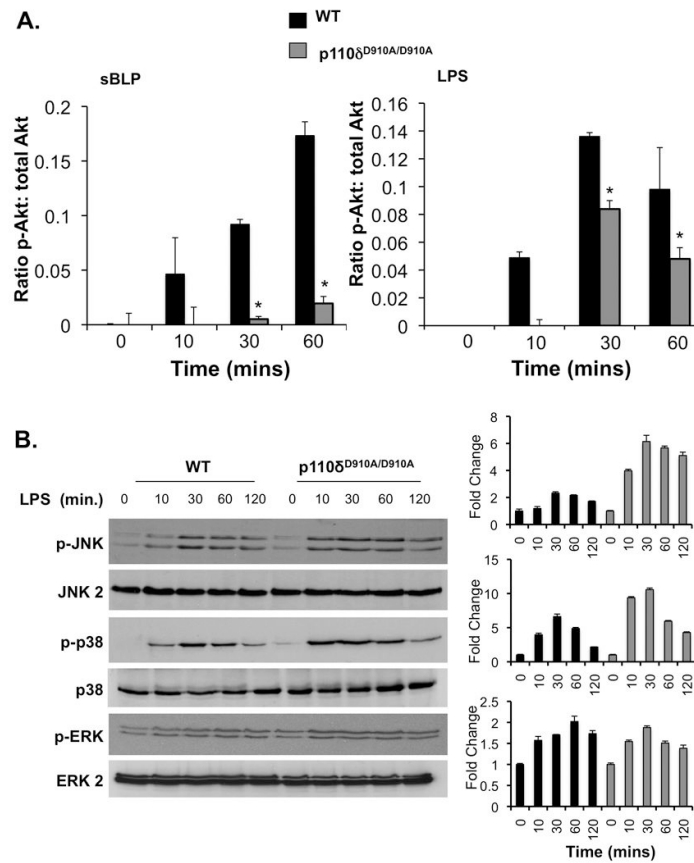 A.
WT
p110δD910A/D910A
sBLP
Ratio p-Akt: total Akt
0.2
0.15
0.1
0.05
0
* *
0 10 30 60
Time (mins)
LPS
Ratio p-Akt: total Akt
0.16
0.14
0.12
0.1
0.08
0.06
0.04
0.02
0
* *
0 10 30 60
Time (mins)
B.
WT p110δD910A/D910A
LPS (min.) 0 10 30 60 120 0 10 30 60 120
p-JNK
JNK 2
p-p38
p38
p-ERK
ERK 2
Fold Change
8
6
4
2
0
0 10 30 60 120 0 10 30 60 120
Fold Change
15
10
5
0
0 10 30 60 120 0 10 30 60 120
Fold Change
2.5
2
1.5
1
0.5
0
0 10 30 60 120 0 10 30 60 120
Time (mins)